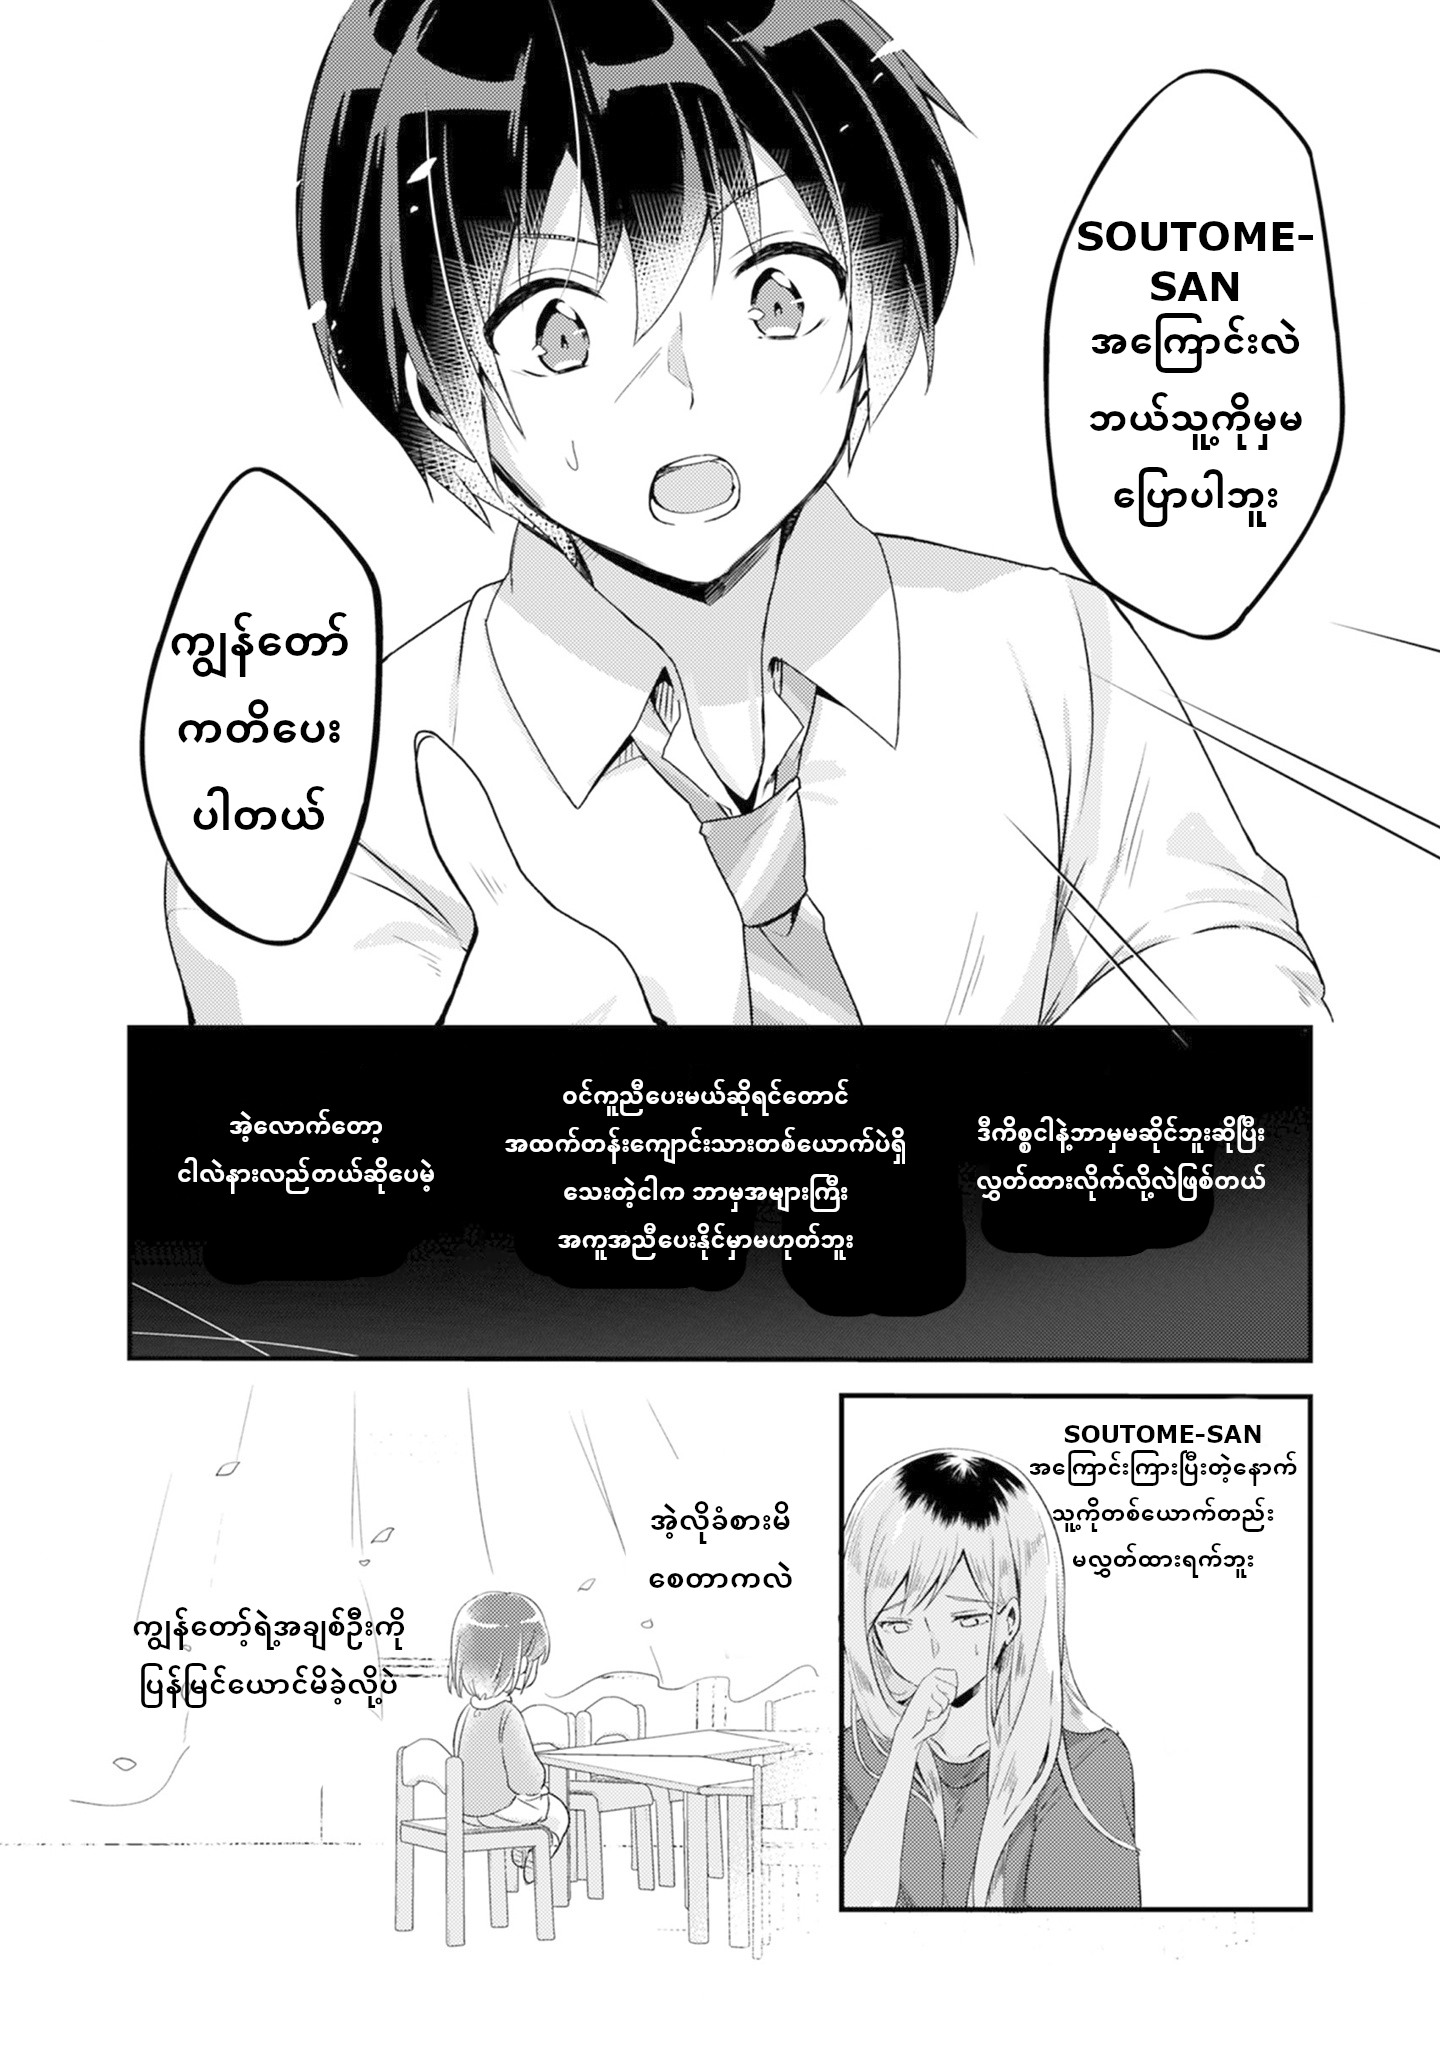 SOUTOME-
SAN
အကြောင်းလဲ
ဘယ်သူ့ကိုမှမ
ပြောပါဘူး
ကျွန်တော်
ကတိပေး
ပါတယ်
ဒီကိစ္စငါနဲ့ဘာမှမဆိုင်ဘူးဆိုပြီး
လွှတ်ထားလိုက်လို့လဲဖြစ်တယ်
ဝင်ကူညီပေးမယ်ဆိုရင်တောင်
အထက်တန်းကျောင်းသားတစ်ယောက်ပဲရှိ
သေးတဲ့ငါက ဘာမှအများကြီး
အကူအညီပေးနိုင်မှာမဟုတ်ဘူး
အဲ့လောက်တော့
ငါလဲနားလည်တယ်ဆိုပေမဲ့
SOUTOME-SAN
အကြောင်းကြားပြီးတဲ့နောက်
သူ့ကိုတစ်ယောက်တည်း
မလွှတ်ထားရက်ဘူး
အဲ့လိုခံစားမိ
စေတာကလဲ
ကျွန်တော့်ရဲ့အချစ်ဦးကို
ပြန်မြင်ယောင်မိခဲ့လို့ပဲ